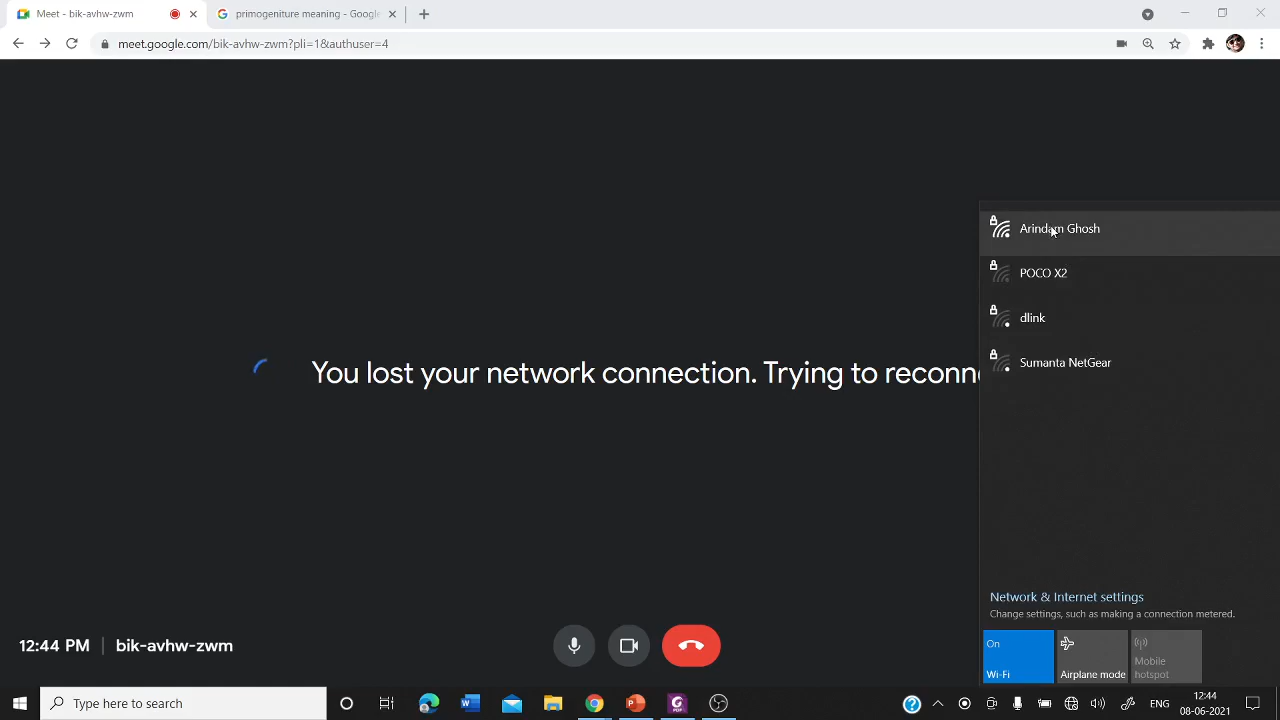 Meet - bik-avhw-zwm
primogeniture meaning - Google
meet.google.com/bik-avhw-zwm?pli=1&authuser=4
Arindam Ghosh
POCO X2
dlink
Sumanta NetGear
You lost your network connection. Trying to reconne
Network & Internet settings
Change settings, such as making a connection metered.
On
Wi-Fi
Airplane mode
Mobile
hotspot
12:44 PM | bik-avhw-zwm
Type here to search
ENG
12:44
08-06-2021